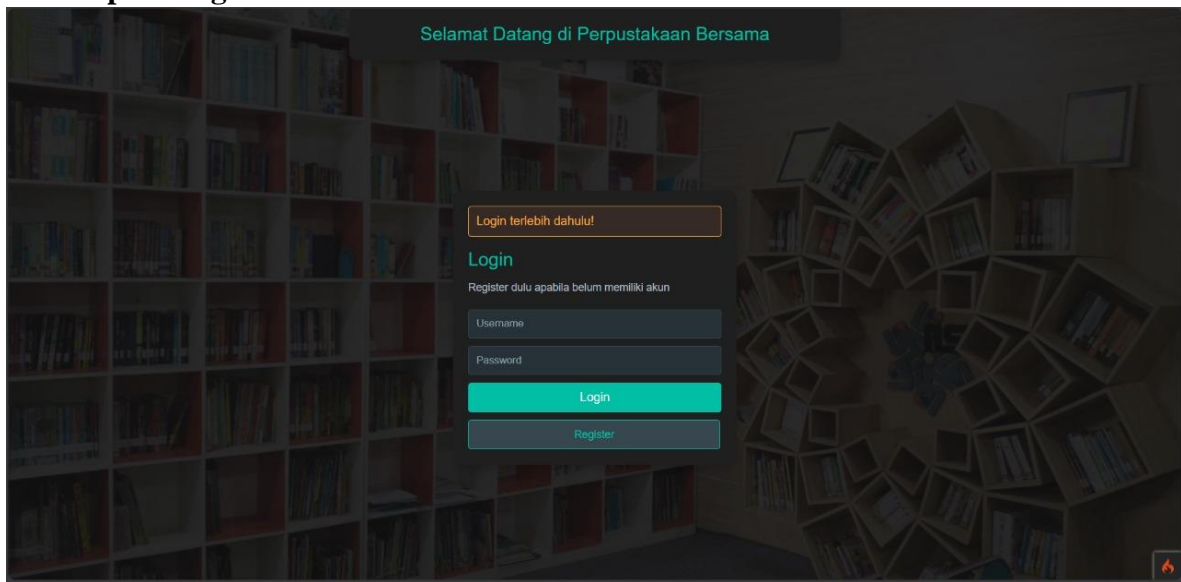 Selamat Datang di Perpustakaan Bersama
Login terlebih dahulu!
Login
Register dulu apabila belum memiliki akun
Username
Password
Login
Register